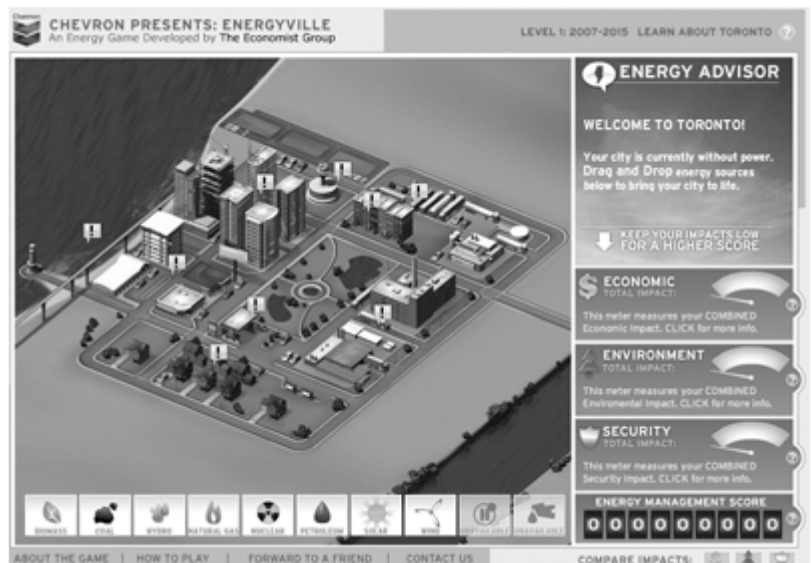 Chevron
CHEVRON PRESENTS: ENERGYVILLE
An Energy Game Developed by The Economist Group
LEVEL 1: 2007-2015 LEARN ABOUT TORONTO ?
ENERGY ADVISOR
WELCOME TO TORONTO!
Your city is currently without power.
Drag and Drop energy sources
below to bring your city to life.
KEEP YOUR IMPACTS LOW
FOR A HIGHER SCORE
$ ECONOMIC
TOTAL IMPACT:
This meter measures your COMBINED
Economic Impact. CLICK for more info.
ENVIRONMENT
TOTAL IMPACT:
This meter measures your COMBINED
Enviromental Impact. CLICK for more info.
SECURITY
TOTAL IMPACT:
This meter measures your COMBINED
Security Impact. CLICK for more info.
ENERGY MANAGEMENT SCORE
0 0 0 0 0 0 0 0 0
BIOMASS COAL HYDRO NATURAL GAS NUCLEAR PETROLEUM SOLAR WIND UNAVAILABLE UNAVAILABLE
ABOUT THE GAME | HOW TO PLAY | FORWARD TO A FRIEND | CONTACT US
COMPARE IMPACTS: